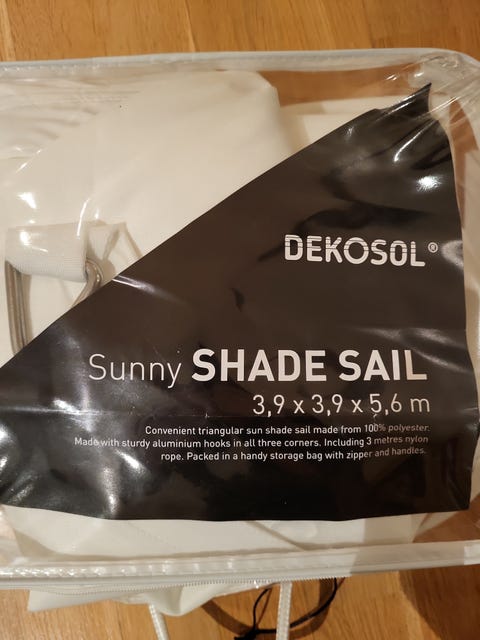 DEKOSOL®
Sunny SHADE SAIL
3,9 x 3,9 x 5,6 m
Convenient triangular sun shade sail made from 100% polyester.
Made with sturdy aluminium hooks in all three corners. Including 3 metres nylon
rope. Packed in a handy storage bag with zipper and handles.